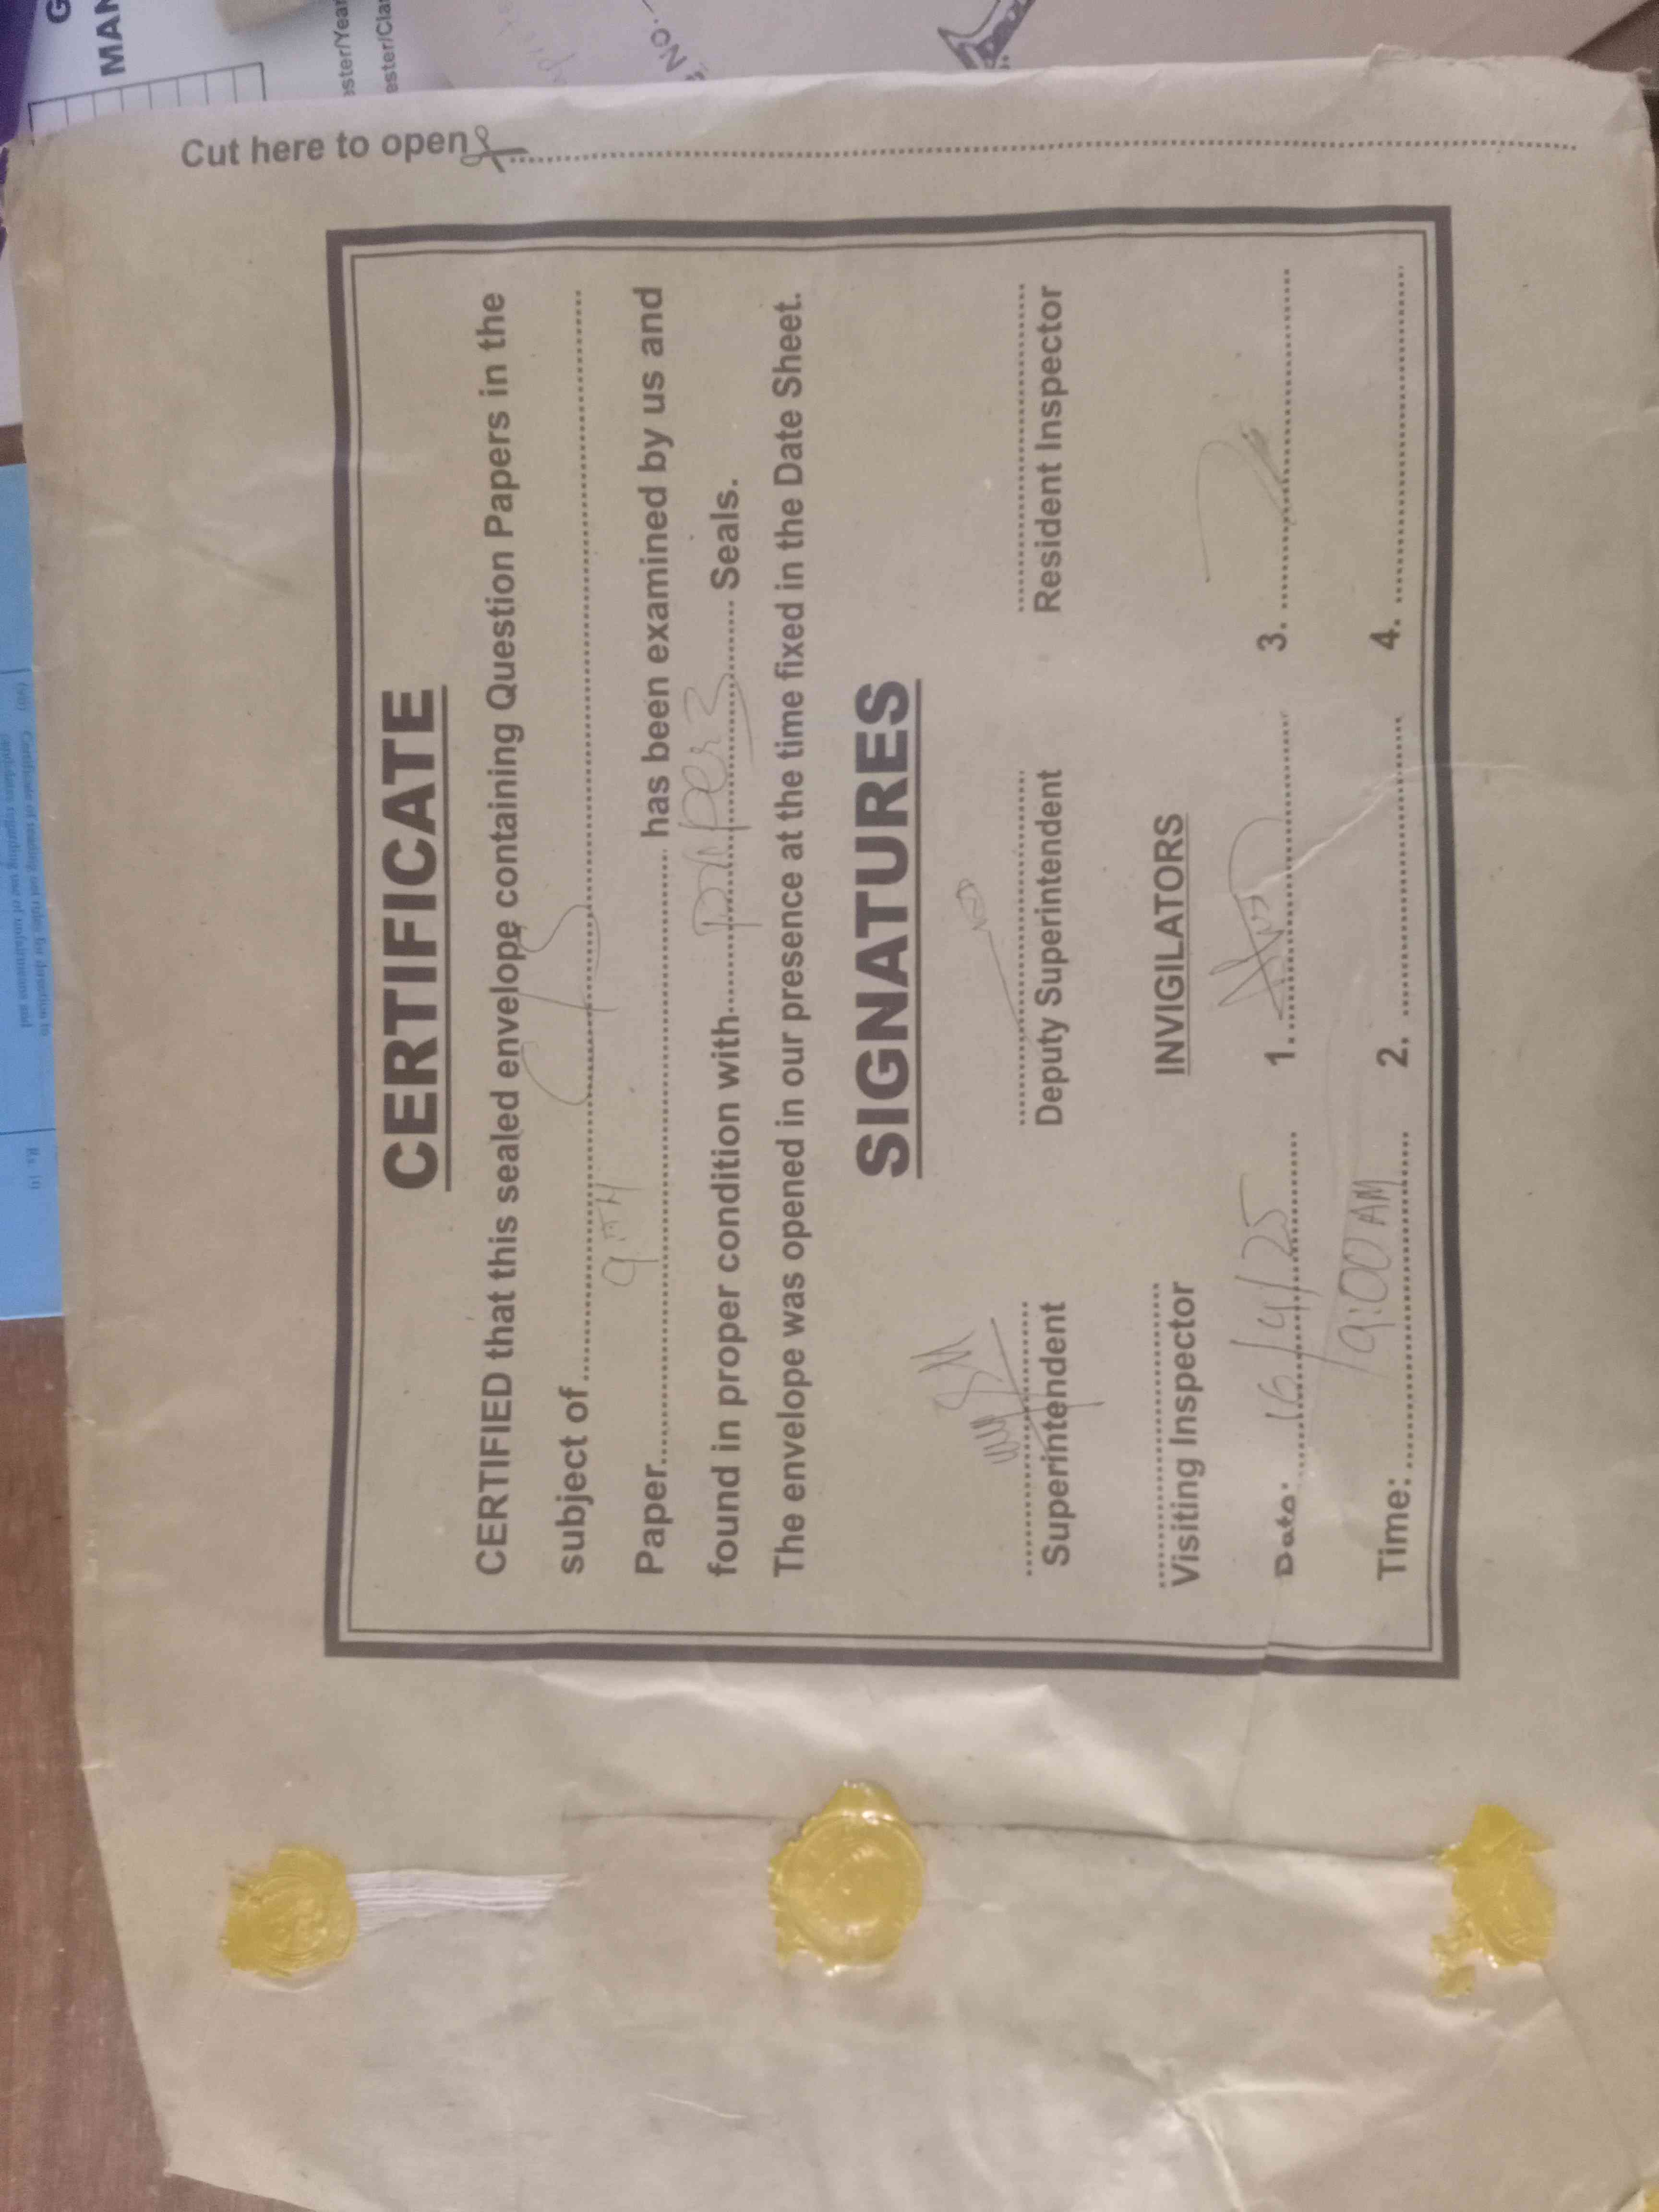 Cut here to open
CERTIFICATE
CERTIFIED that this sealed envelope containing Question Papers in the
subject of
Paper 9TH has been examined by us and
found in proper condition with paper 3 Seals.
The envelope was opened in our presence at the time fixed in the Date Sheet.
SIGNATURES
Superintendent Deputy Superintendent Resident Inspector
Visiting Inspector INVIGILATORS
Date: 16/4/25 1. 3.
Time: 9:00 AM 2. 4.